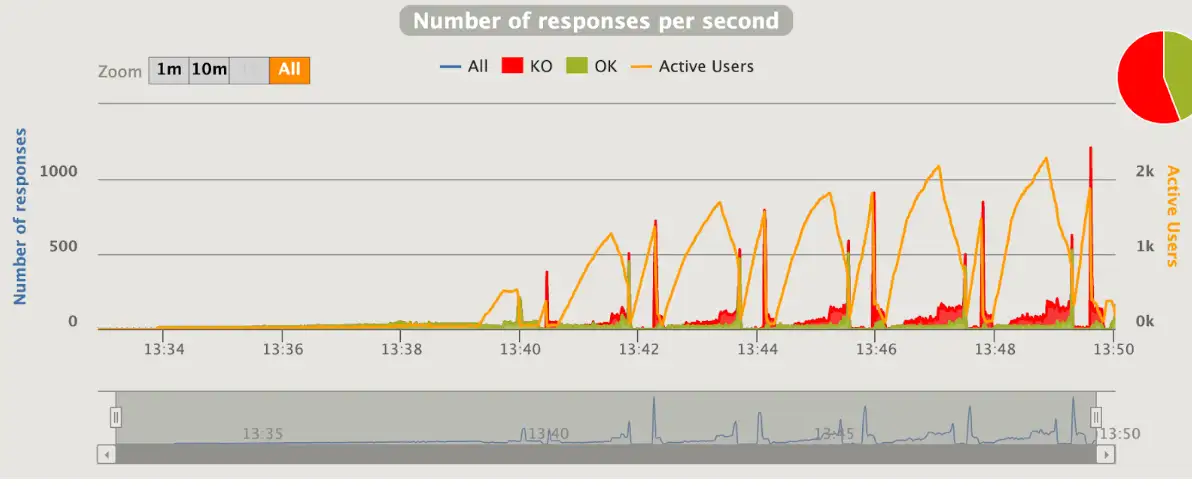 Number of responses per second
Zoom 1m 10m All
All KO OK Active Users
Number of responses
1000
500
0
2k
1k
0k
Active Users
13:34 13:36 13:38 13:40 13:42 13:44 13:46 13:48 13:50
13:35 13:40 13:45 13:50